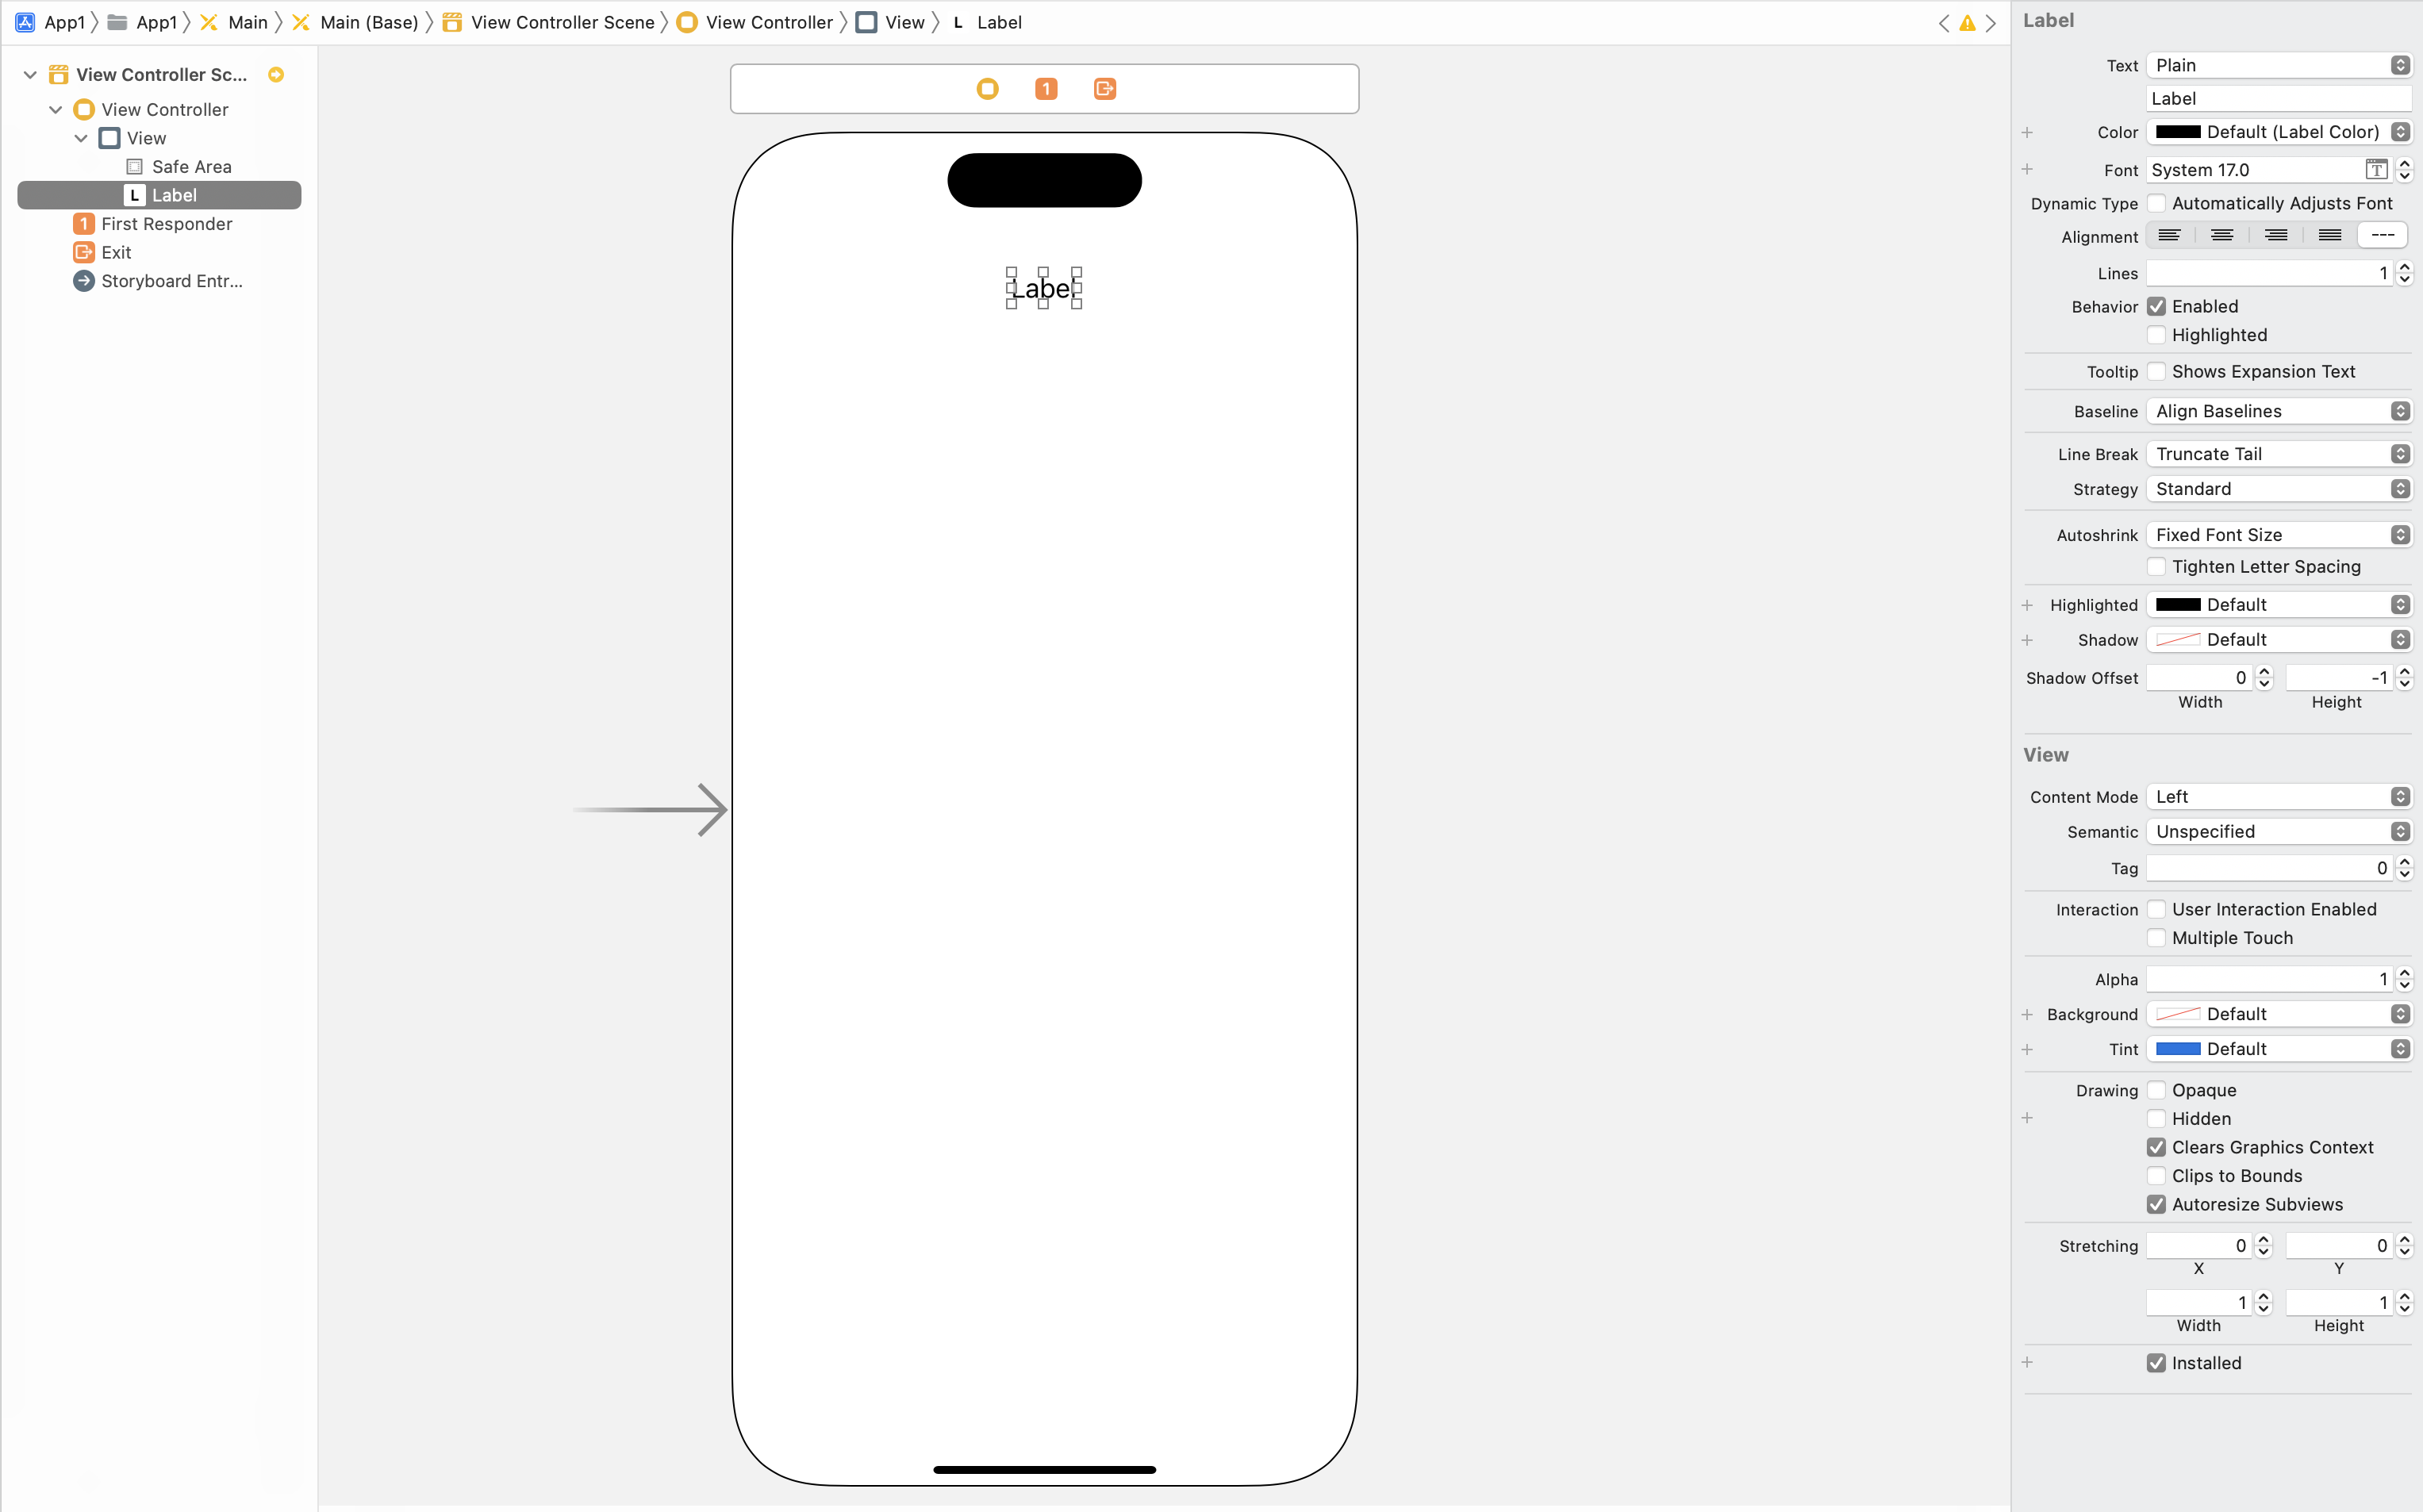 App1 App1 Main Main (Base) View Controller Scene View Controller View L Label
View Controller Sc...
View Controller
View
Safe Area
L Label
1 First Responder
Exit
Storyboard Entr...
1
Label
Label
Text Plain
Label
Color Default (Label Color)
Font System 17.0 T
Dynamic Type Automatically Adjusts Font
Alignment ---
Lines 1
Behavior Enabled
Highlighted
Tooltip Shows Expansion Text
Baseline Align Baselines
Line Break Truncate Tail
Strategy Standard
Autoshrink Fixed Font Size
Tighten Letter Spacing
Highlighted Default
Shadow Default
Shadow Offset 0 -1
Width Height
View
Content Mode Left
Semantic Unspecified
Tag 0
Interaction User Interaction Enabled
Multiple Touch
Alpha 1
Background Default
Tint Default
Drawing Opaque
Hidden
Clears Graphics Context
Clips to Bounds
Autoresize Subviews
Stretching 0 0
X Y
1 1
Width Height
Installed